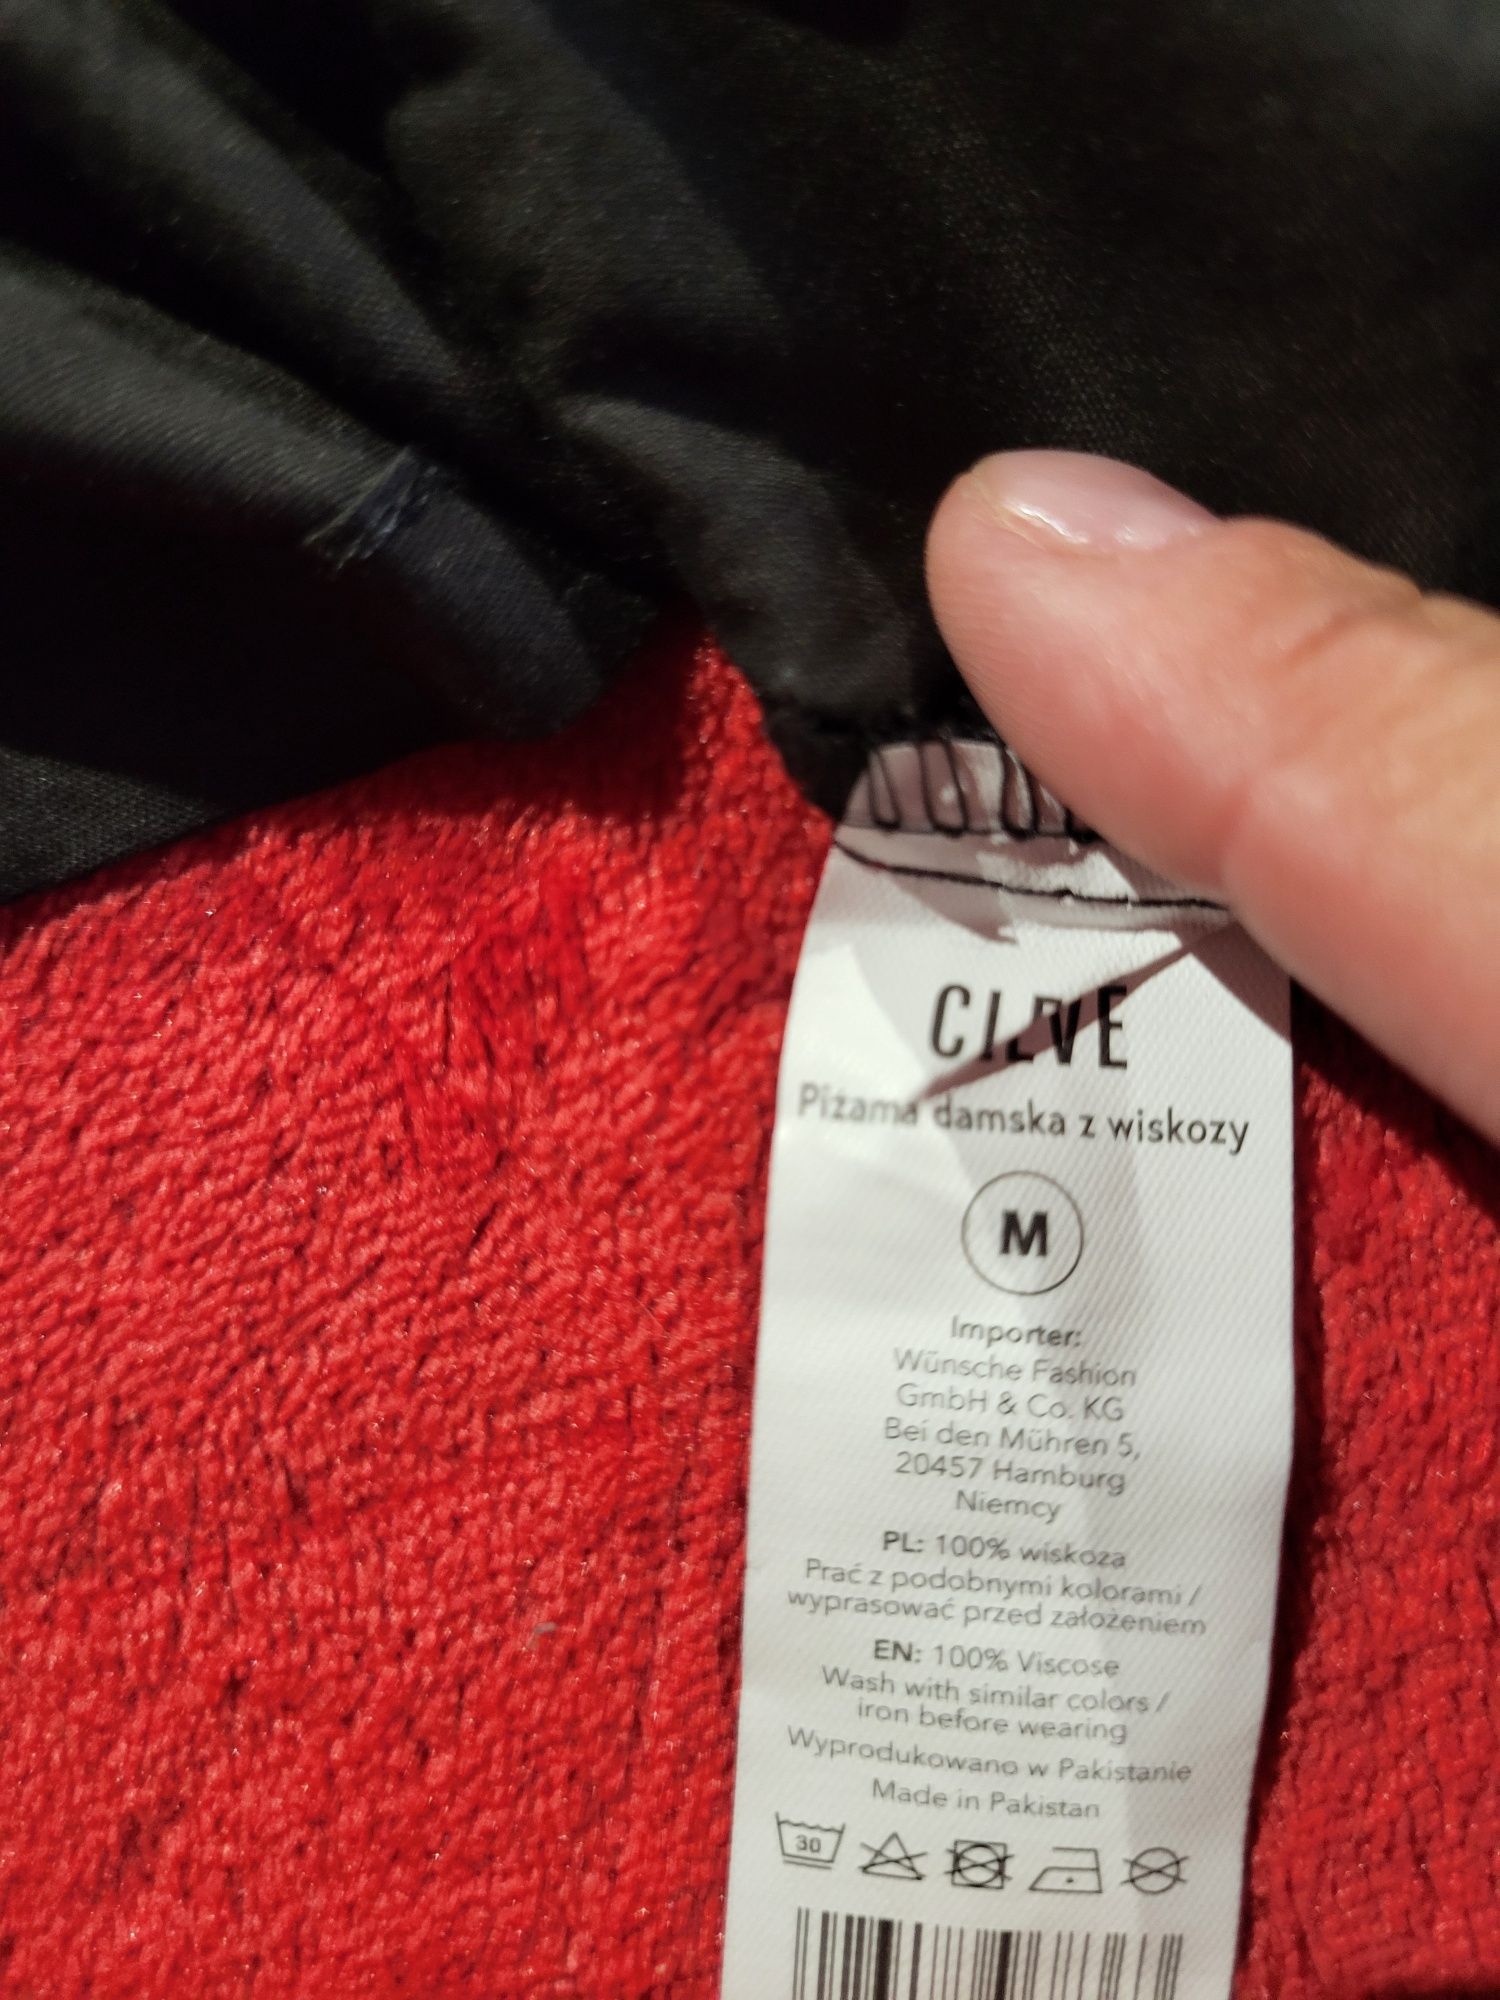 Piżama damska z wiskozy
M
Importer:
Wünsche Fashion
GmbH & Co. KG
Bei den Mühren 5,
20457 Hamburg
Niemcy
PL: 100% wiskoza
Prać z podobnymi kolorami /
wyprasować przed założeniem
EN: 100% Viscose
Wash with similar colors /
iron before wearing
Wyprodukowano w Pakistanie
Made in Pakistan
30